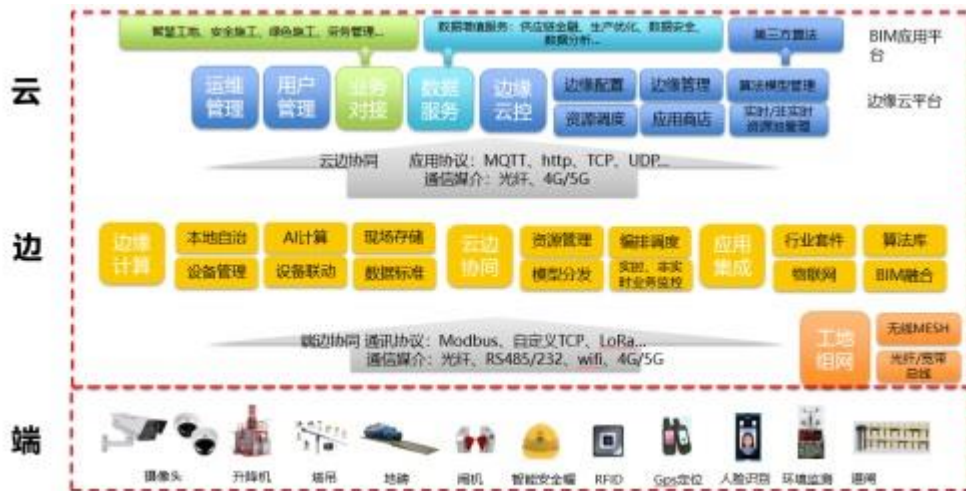 智慧工地、安全施工、绿色施工、劳务管理...
数据增值服务：供应链金融、生产优化、数据安全、
数据分析...
第三方算法
BIM应用平
台
云
运维
管理
用户
管理
业务
对接
数据
服务
边缘
云控
边缘配置
边缘管理
算法模型管理
资源调度
应用商店
实时/非实时
资源池管理
边缘云平台
云边协同 应用协议：MQTT、http、TCP、UDP...
通信媒介：光纤、4G/5G
边
边缘
计算
本地自治
AI计算
现场存储
设备管理
设备联动
数据标准
云边
协同
资源管理
编排调度
模型分发
实时、非实
时业务监控
应用
集成
行业套件
算法库
物联网
BIM融合
端边协同 通讯协议：Modbus、自定义TCP、LoRa...
通信媒介：光纤、RS485/232、wifi、4G/5G
工地
组网
无线MESH
光纤/宽带
总线
端
摄像头
升降机
塔吊
地磅
闸机
智能安全帽
RFID
Gps定位
人脸识别
环境监测
道闸